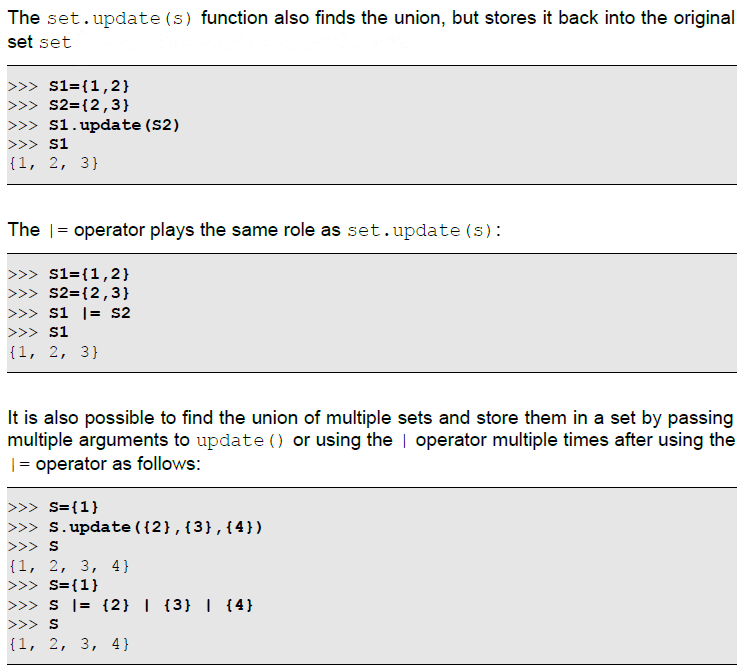 The set.update(s) function also finds the union, but stores it back into the original
set set
>>> S1={1,2}
>>> S2={2,3}
>>> S1.update(S2)
>>> S1
{1, 2, 3}
The |= operator plays the same role as set.update(s):
>>> S1={1,2}
>>> S2={2,3}
>>> S1 |= S2
>>> S1
{1, 2, 3}
It is also possible to find the union of multiple sets and store them in a set by passing
multiple arguments to update() or using the | operator multiple times after using the
|= operator as follows:
>>> S={1}
>>> S.update({2},{3},{4})
>>> S
{1, 2, 3, 4}
>>> S={1}
>>> S |= {2} | {3} | {4}
>>> S
{1, 2, 3, 4}